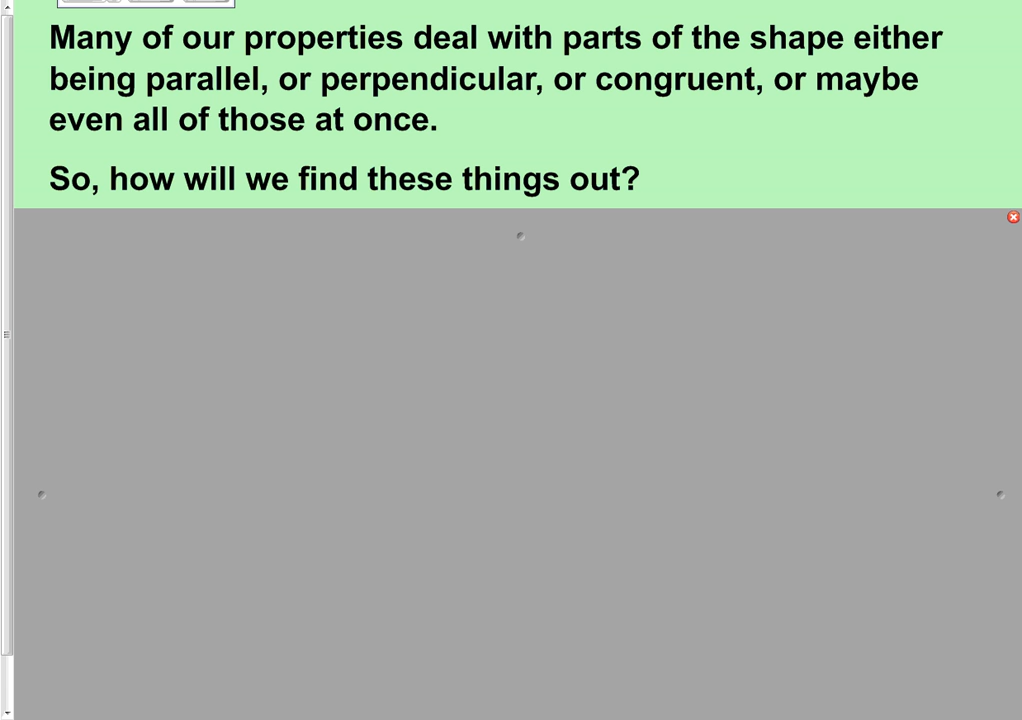 Many of our properties deal with parts of the shape either
being parallel, or perpendicular, or congruent, or maybe
even all of those at once.
So, how will we find these things out?